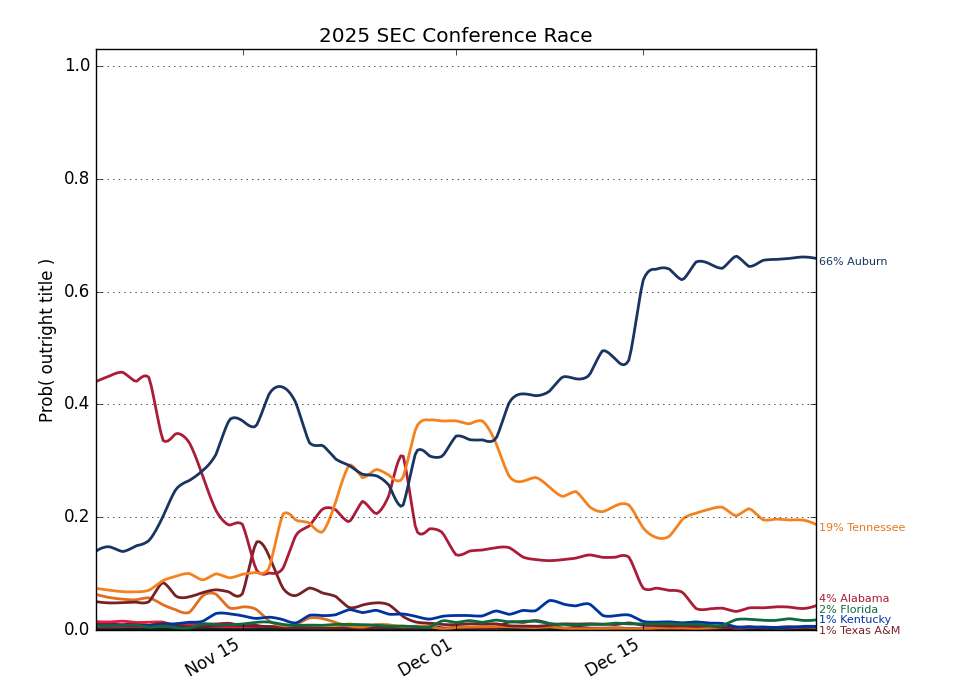 2025 SEC Conference Race
Prob( outright title )
1.0
0.8
0.6
0.4
0.2
0.0
Nov 15
Dec 01
Dec 15
66% Auburn
19% Tennessee
4% Alabama
2% Florida
1% Kentucky
1% Texas A&M